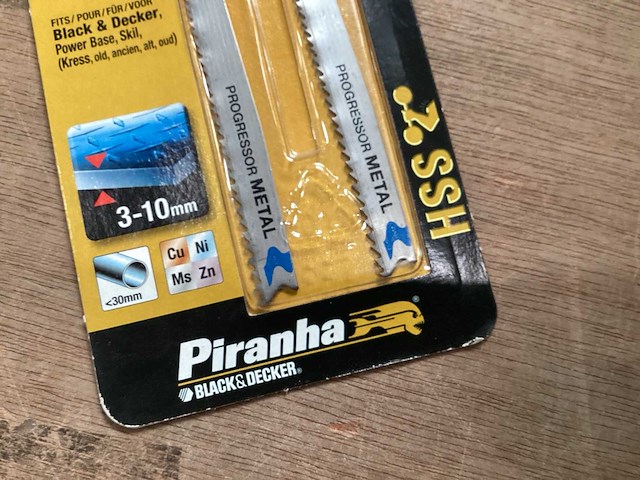 FITS/POUR/FÜR/VOOR
Black & Decker,
Power Base, Skil,
(Kress, old, ancien, alt, oud)
PROGRESSOR METAL
PROGRESSOR METAL
HSS
3-10mm
<30mm
Cu Ni
Ms Zn
Piranha®
BLACK&DECKER®